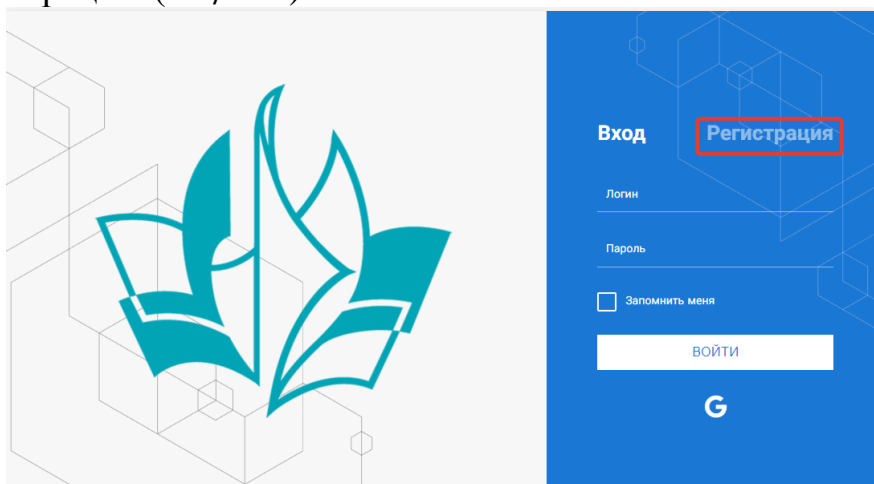 Вход Регистрация
Логин
Пароль
Запомнить меня
ВОЙТИ
G